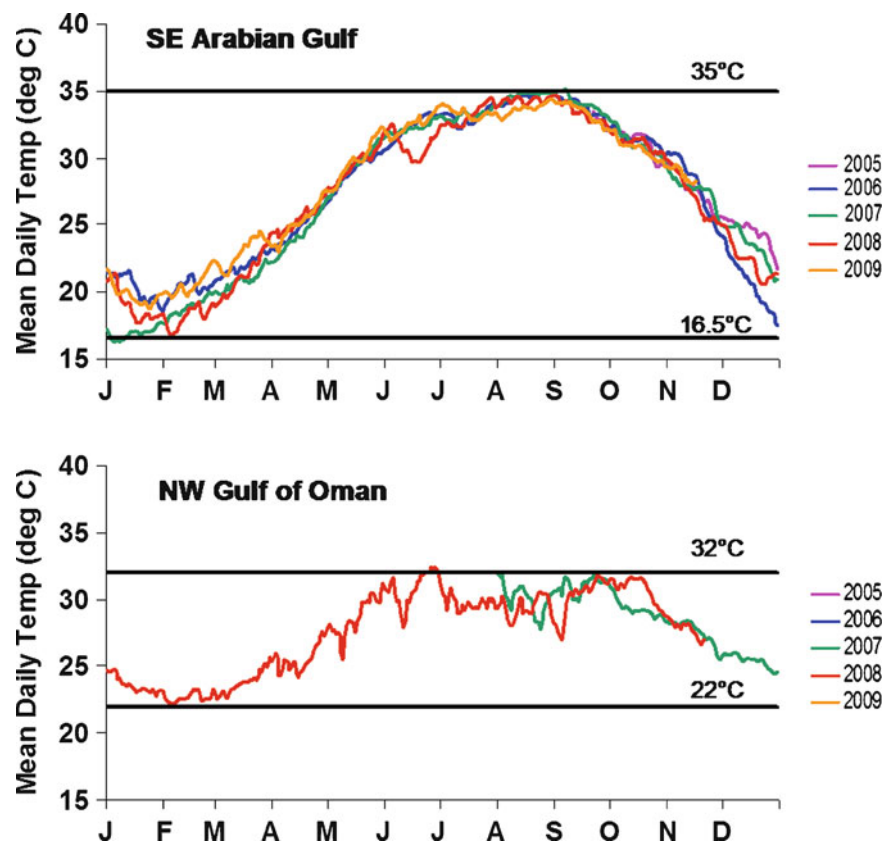 SE Arabian Gulf
Mean Daily Temp (deg C)
40
35
30
25
20
15
35°C
16.5°C
J F M A M J J A S O N D
2005
2006
2007
2008
2009
NW Gulf of Oman
Mean Daily Temp (deg C)
40
35
30
25
20
15
32°C
22°C
J F M A M J J A S O N D
2005
2006
2007
2008
2009